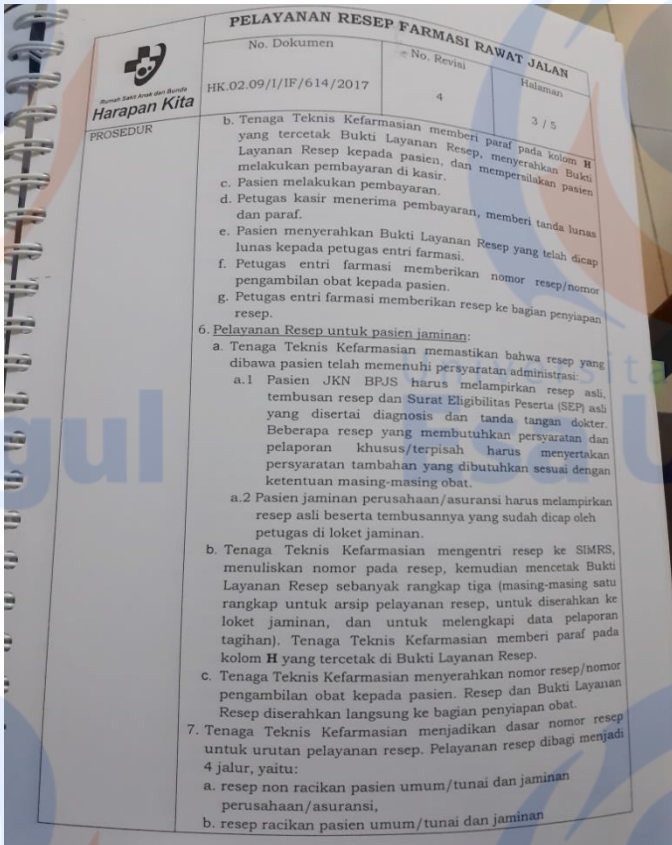 PELAYANAN RESEP FARMASI RAWAT JALAN
Rumah Sakit Anak dan Bunda
Harapan Kita
No. Dokumen
HK.02.09/I/IF/614/2017
No. Revisi
4
Halaman
3 / 5
PROSEDUR
b. Tenaga Teknis Kefarmasian memberi paraf pada kolom H
yang tercetak Bukti Layanan Resep, menyerahkan Bukti
Layanan Resep kepada pasien, dan mempersilakan pasien
melakukan pembayaran di kasir.
c. Pasien melakukan pembayaran.
d. Petugas kasir menerima pembayaran, memberi tanda lunas
dan paraf.
e. Pasien menyerahkan Bukti Layanan Resep yang telah dicap
lunas kepada petugas entri farmasi.
f. Petugas entri farmasi memberikan nomor resep/nomor
pengambilan obat kepada pasien.
g. Petugas entri farmasi memberikan resep ke bagian penyiapan
resep.
6. Pelayanan Resep untuk pasien jaminan:
a. Tenaga Teknis Kefarmasian memastikan bahwa resep yang
dibawa pasien telah memenuhi persyaratan administrasi:
a.1 Pasien JKN BPJS harus melampirkan resep asli,
tembusan resep dan Surat Eligibilitas Peserta (SEP) asli
yang disertai diagnosis dan tanda tangan dokter.
Beberapa resep yang membutuhkan persyaratan dan
pelaporan khusus/terpisah harus menyertakan
persyaratan tambahan yang dibutuhkan sesuai dengan
ketentuan masing-masing obat.
a.2 Pasien jaminan perusahaan/asuransi harus melampirkan
resep asli beserta tembusannya yang sudah dicap oleh
petugas di loket jaminan.
b. Tenaga Teknis Kefarmasian mengentri resep ke SIMRS,
menuliskan nomor pada resep, kemudian mencetak Bukti
Layanan Resep sebanyak rangkap tiga (masing-masing satu
rangkap untuk arsip pelayanan resep, untuk diserahkan ke
loket jaminan, dan untuk melengkapi data pelaporan
tagihan). Tenaga Teknis Kefarmasian memberi paraf pada
kolom H yang tercetak di Bukti Layanan Resep.
c. Tenaga Teknis Kefarmasian menyerahkan nomor resep/nomor
pengambilan obat kepada pasien. Resep dan Bukti Layanan
Resep diserahkan langsung ke bagian penyiapan obat.
7. Tenaga Teknis Kefarmasian menjadikan dasar nomor resep
untuk urutan pelayanan resep. Pelayanan resep dibagi menjadi
4 jalur, yaitu:
a. resep non racikan pasien umum/tunai dan jaminan
perusahaan/asuransi,
b. resep racikan pasien umum/tunai dan jaminan